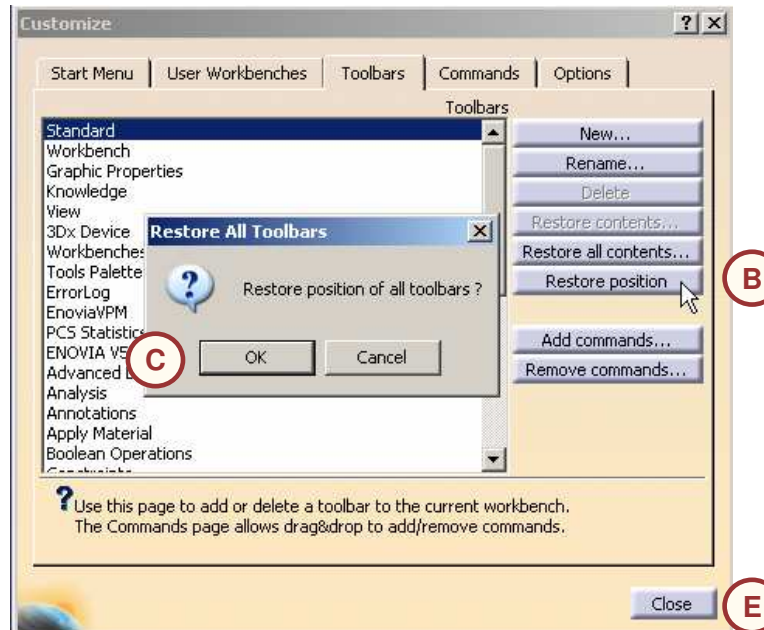 Customize
Start Menu User Workbenches Toolbars Commands Options
Toolbars
Standard
Workbench
Graphic Properties
Knowledge
View
3Dx Device
Workbenches
Tools Palette
ErrorLog
EnoviaVPM
PCS Statistics
ENOVIA V5
Advanced
Analysis
Annotations
Apply Material
Boolean Operations
New...
Rename...
Delete
Restore contents...
Restore all contents...
Restore position
B
Add commands...
Remove commands...
Restore All Toolbars
?
Restore position of all toolbars ?
C
OK Cancel
? Use this page to add or delete a toolbar to the current workbench.
The Commands page allows drag&drop to add/remove commands.
Close
E